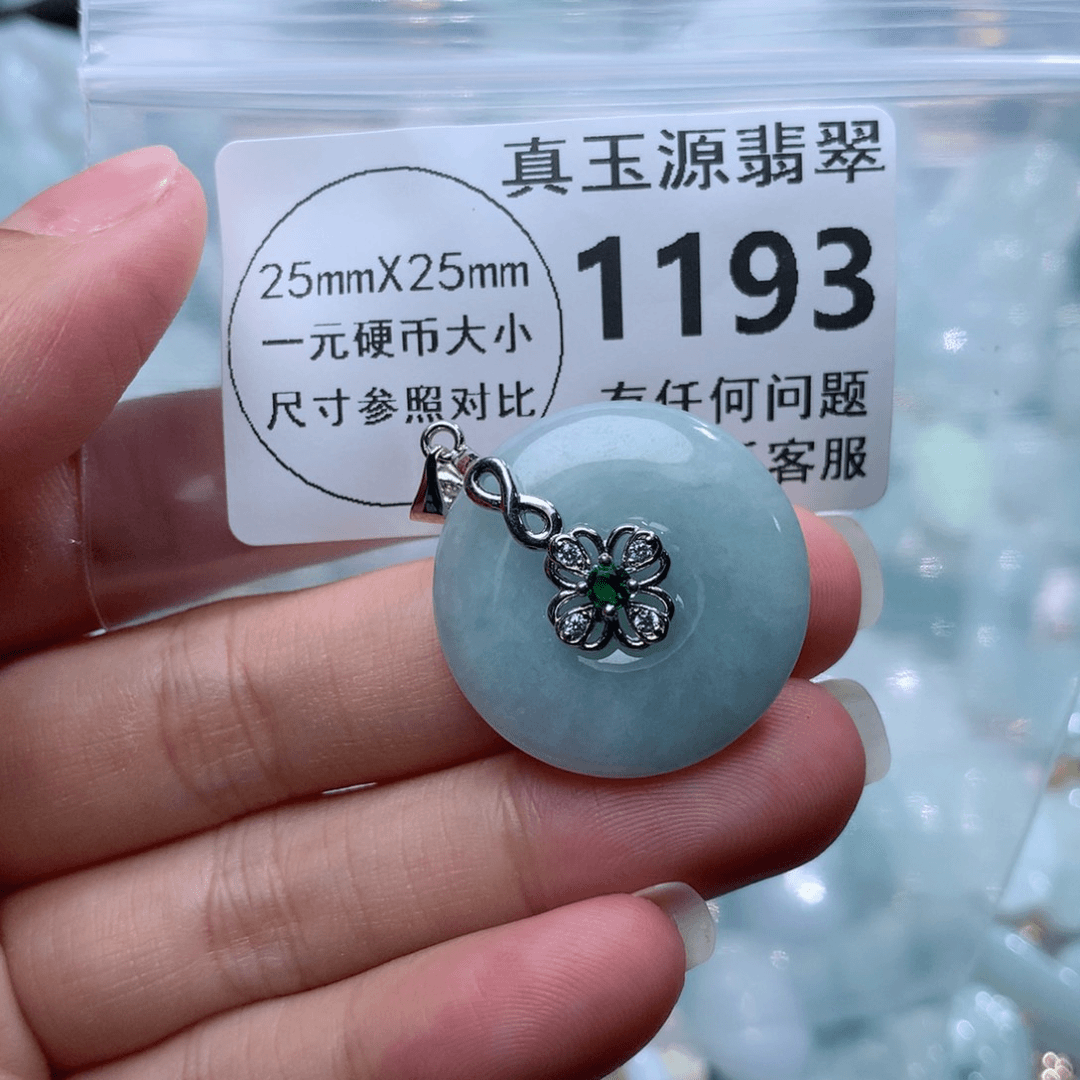 真玉源翡翠
1193
25mmX25mm
一元硬币大小
尺寸参照对比
有任何问题
客服